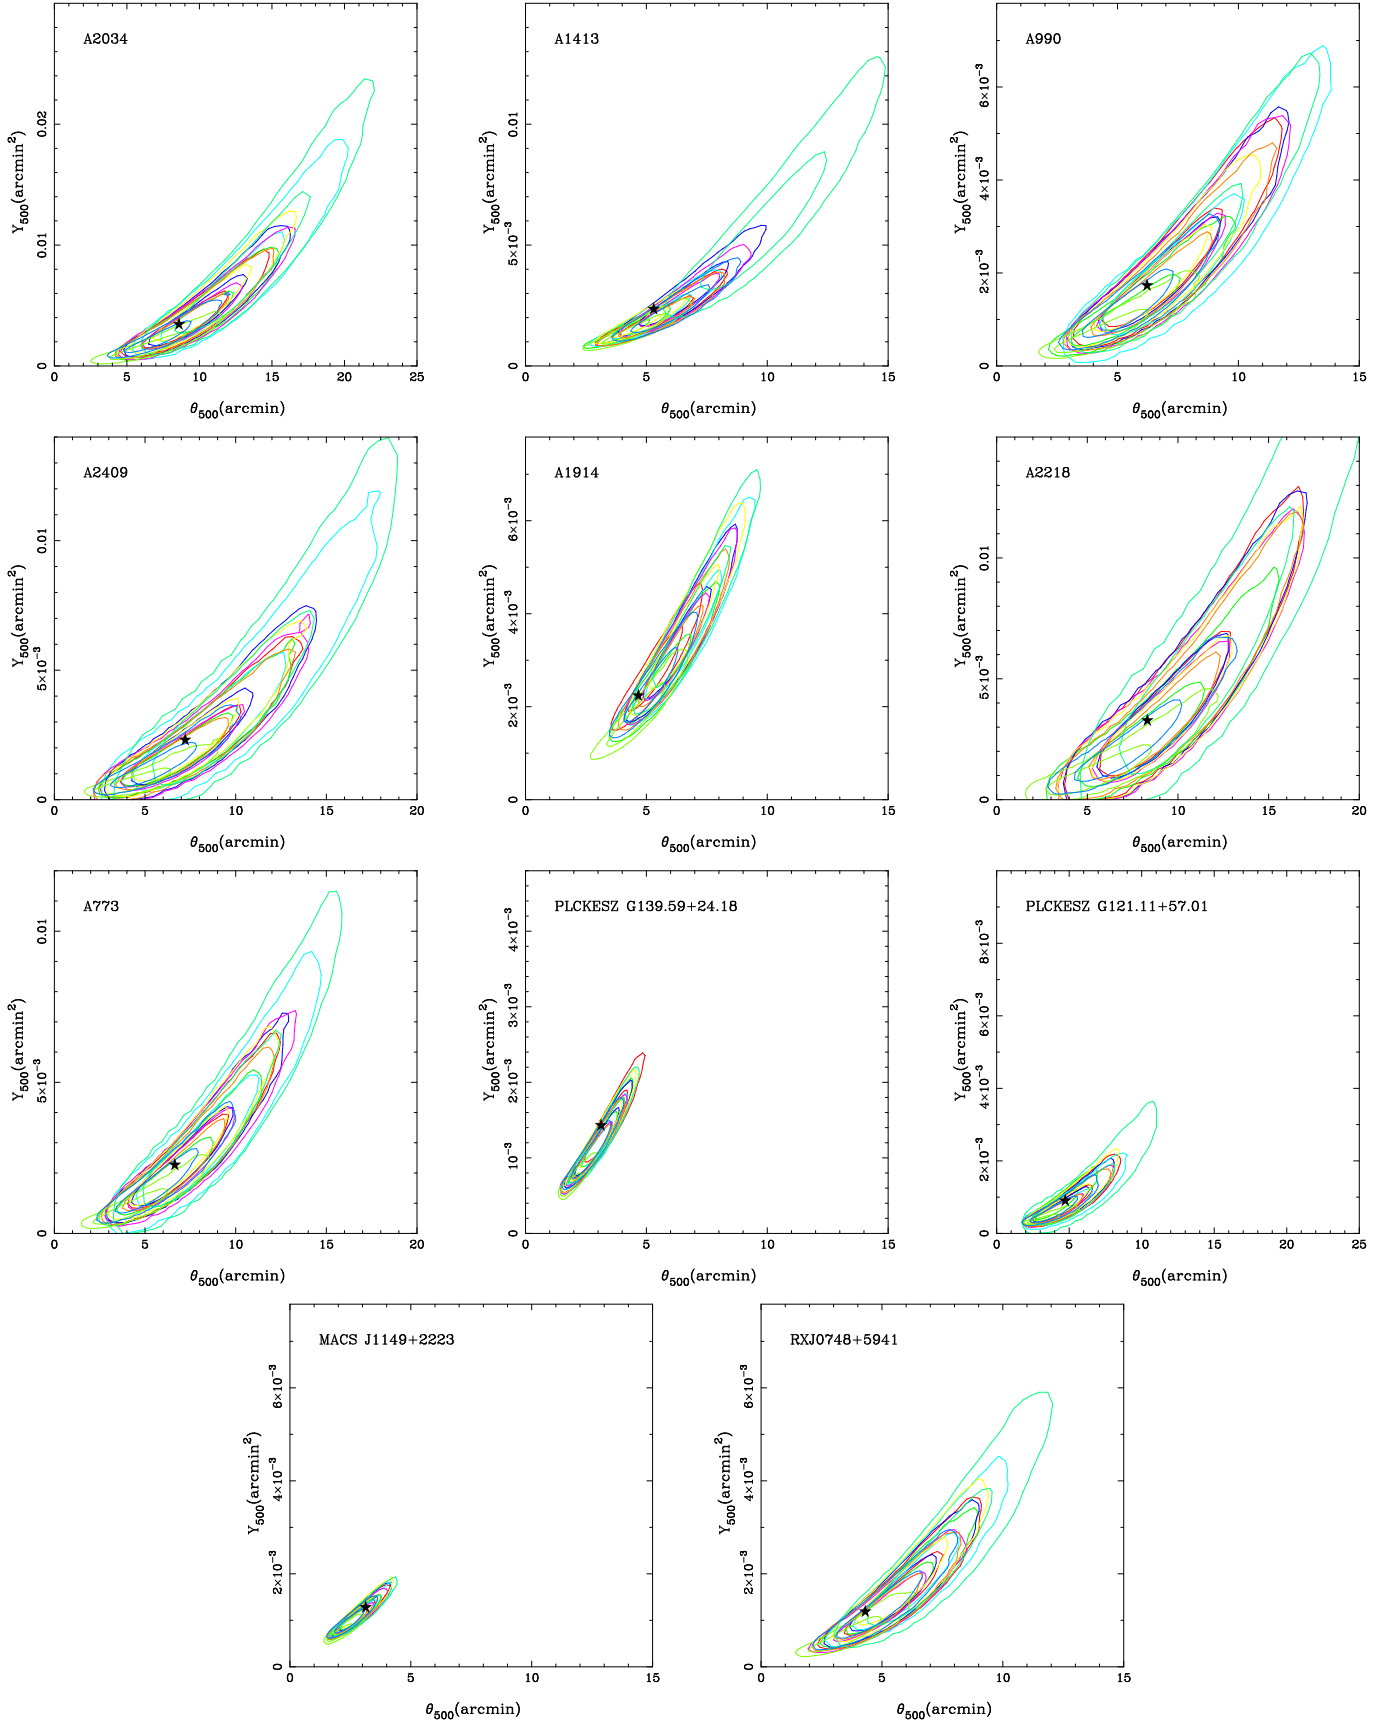 A2034
Y500(arcmin²)
0 0.01 0.02
0 5 10 15 20 25
θ500(arcmin)
A1413
Y500(arcmin²)
0 5×10⁻³ 0.01
0 5 10 15
θ500(arcmin)
A990
Y500(arcmin²)
0 2×10⁻³ 4×10⁻³ 6×10⁻³
0 5 10 15
θ500(arcmin)
A2409
Y500(arcmin²)
0 5×10⁻³ 0.01
0 5 10 15 20
θ500(arcmin)
A1914
Y500(arcmin²)
0 2×10⁻³ 4×10⁻³ 6×10⁻³
0 5 10 15
θ500(arcmin)
A2218
Y500(arcmin²)
0 5×10⁻³ 0.01
0 5 10 15 20
θ500(arcmin)
A773
Y500(arcmin²)
0 5×10⁻³ 0.01
0 5 10 15 20
θ500(arcmin)
PLCKESZ G139.59+24.18
Y500(arcmin²)
0 10⁻³ 2×10⁻³ 3×10⁻³ 4×10⁻³
0 5 10 15
θ500(arcmin)
PLCKESZ G121.11+57.01
Y500(arcmin²)
0 2×10⁻³ 4×10⁻³ 6×10⁻³ 8×10⁻³
0 5 10 15 20 25
θ500(arcmin)
MACS J1149+2223
Y500(arcmin²)
0 2×10⁻³ 4×10⁻³ 6×10⁻³
0 5 10 15
θ500(arcmin)
RXJ0748+5941
Y500(arcmin²)
0 2×10⁻³ 4×10⁻³ 6×10⁻³
0 5 10 15
θ500(arcmin)